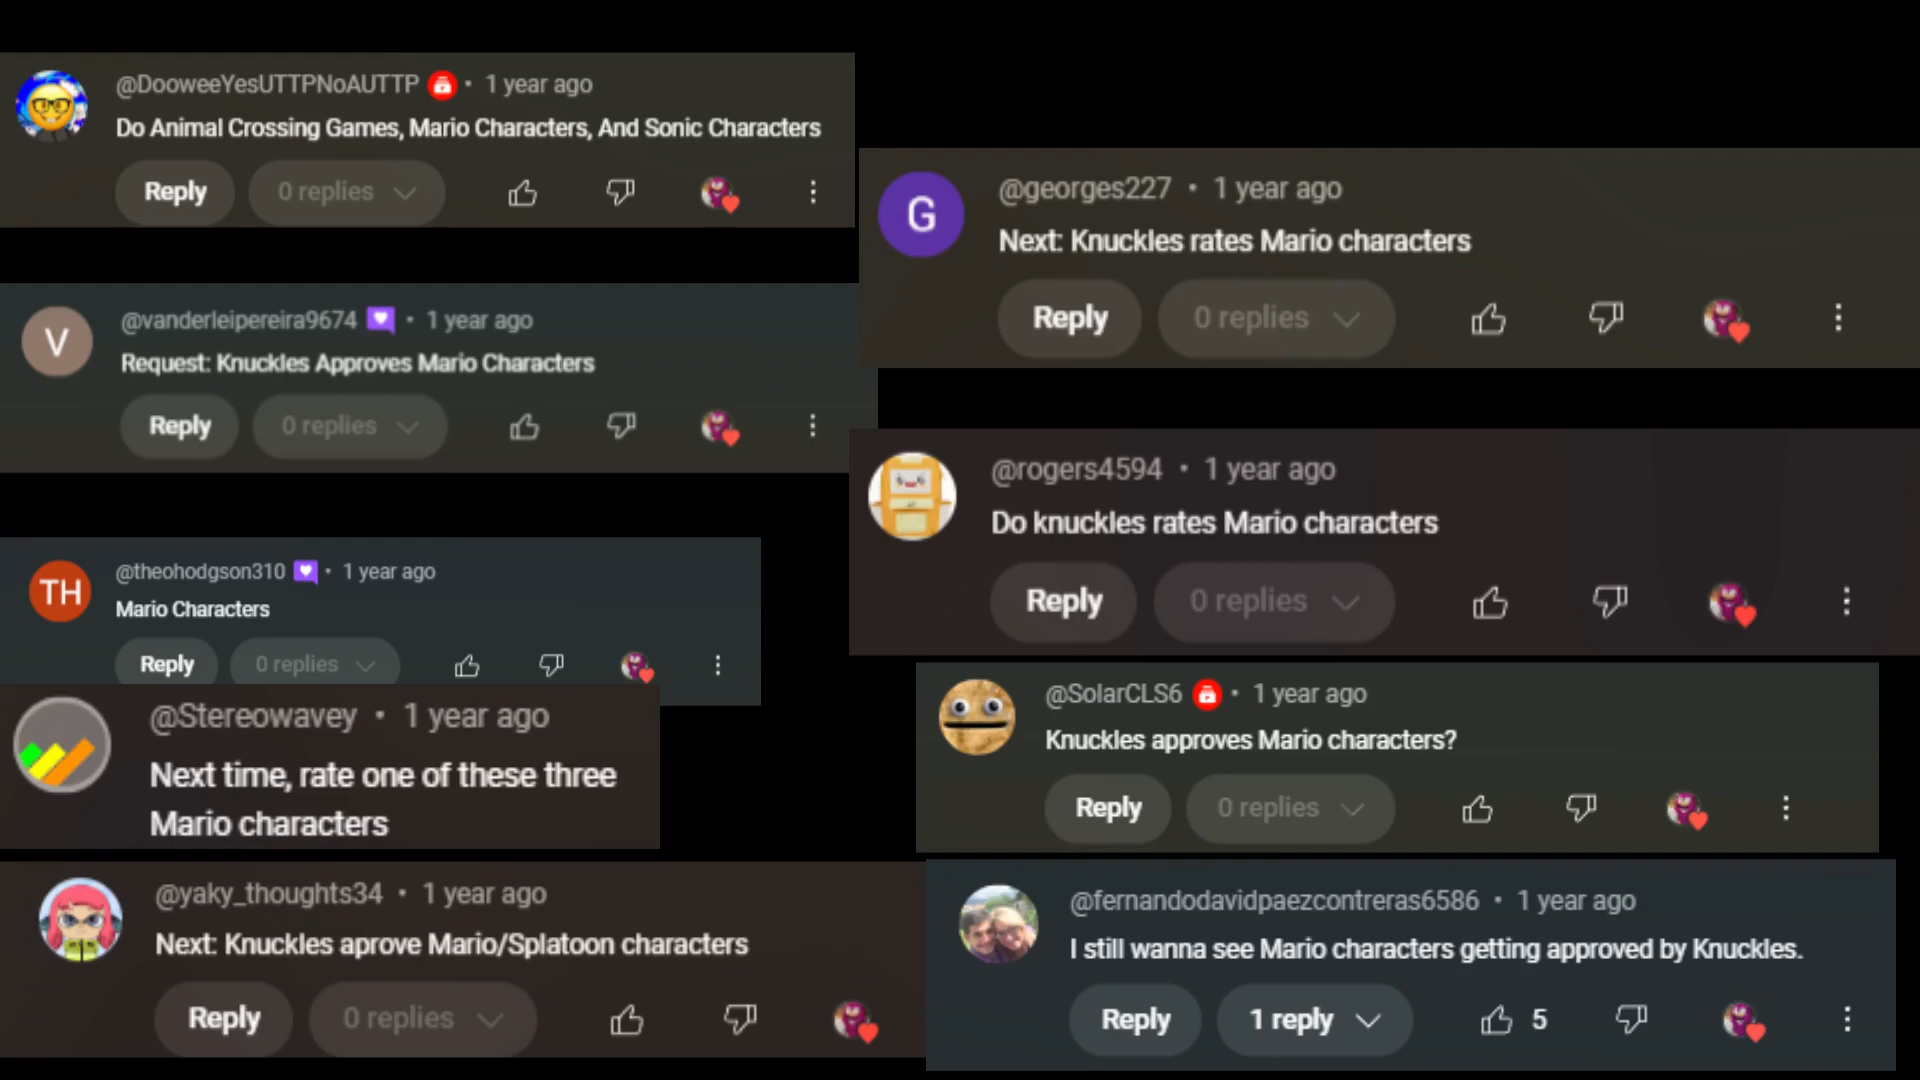 @DooweeYesUTTPNoAUTTP • 1 year ago
Do Animal Crossing Games, Mario Characters, And Sonic Characters
Reply 0 replies
V
@vanderleipereira9674 • 1 year ago
Request: Knuckles Approves Mario Characters
Reply 0 replies
TH
@theohodgson310 • 1 year ago
Mario Characters
Reply 0 replies
@Stereowavey • 1 year ago
Next time, rate one of these three
Mario characters
@yaky_thoughts34 • 1 year ago
Next: Knuckles aprove Mario/Splatoon characters
Reply 0 replies
G
@georges227 • 1 year ago
Next: Knuckles rates Mario characters
Reply 0 replies
@rogers4594 • 1 year ago
Do knuckles rates Mario characters
Reply 0 replies
@SolarCLS6 • 1 year ago
Knuckles approves Mario characters?
Reply 0 replies
@fernandodavidpaezcontreras6586 • 1 year ago
I still wanna see Mario characters getting approved by Knuckles.
Reply 1 reply 5